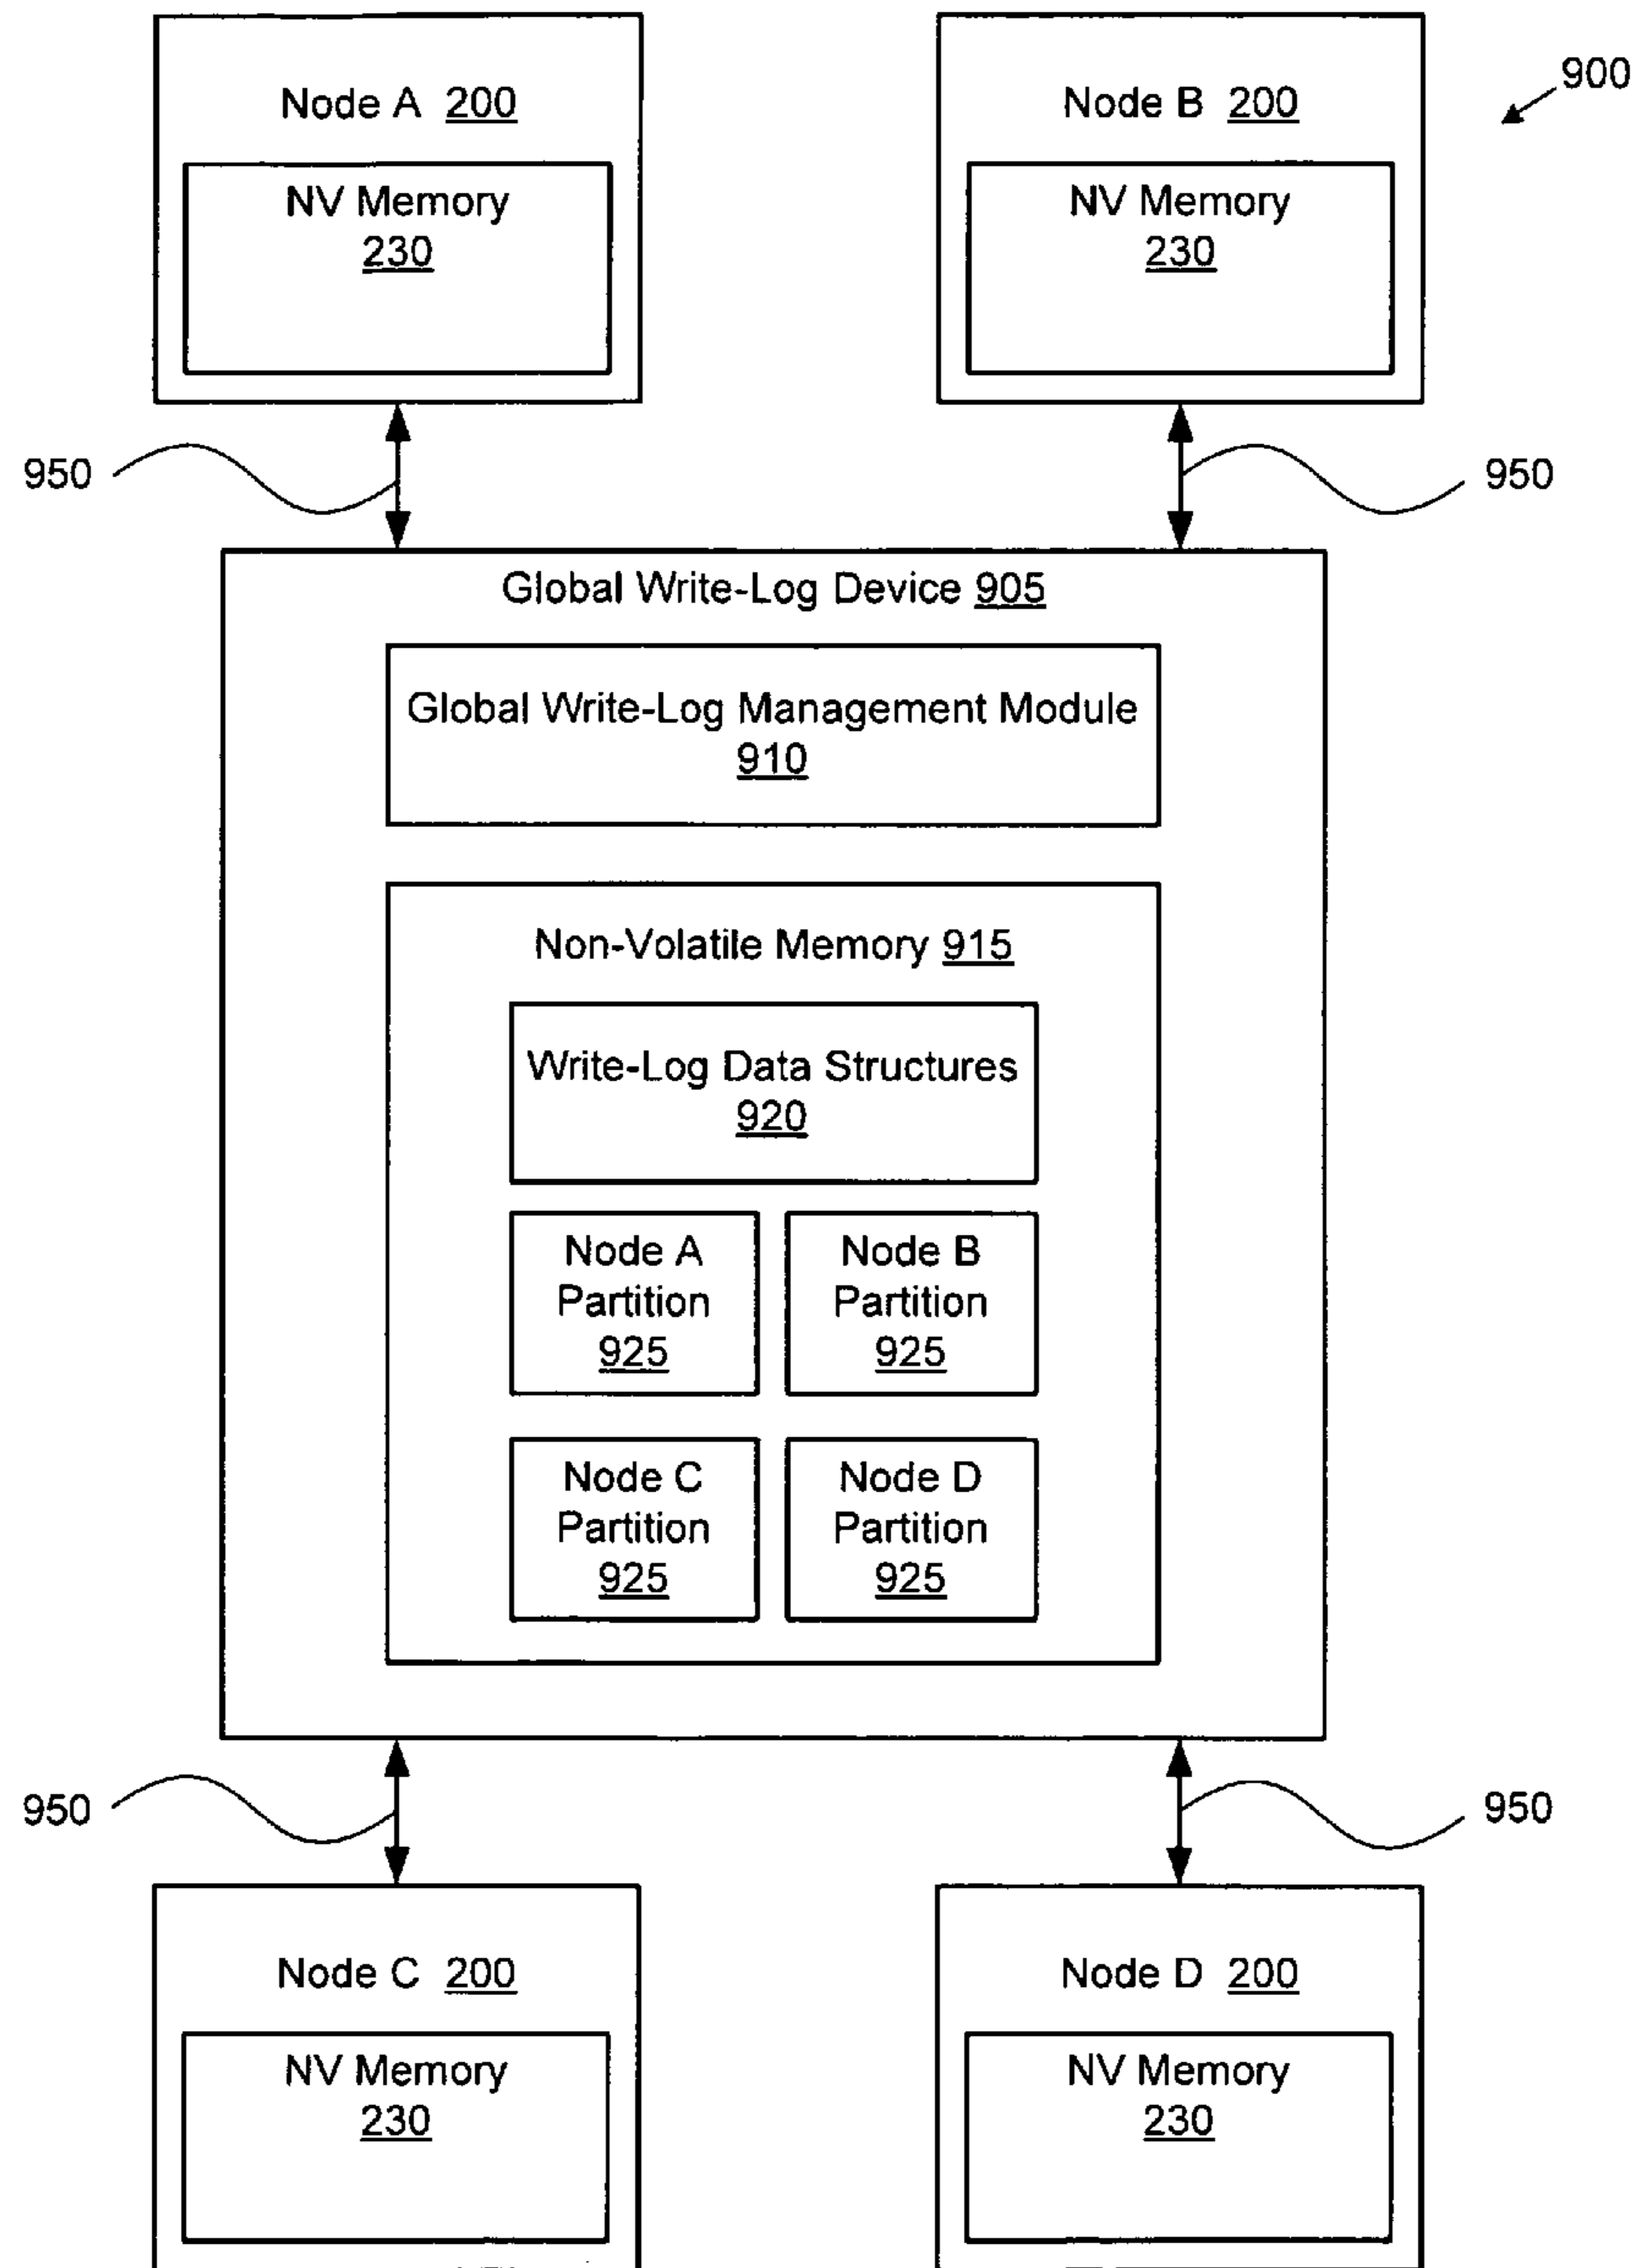 900
Node A 200
NV Memory
230
Node B 200
NV Memory
230
950
950
Global Write-Log Device 905
Global Write-Log Management Module
910
Non-Volatile Memory 915
Write-Log Data Structures
920
Node A
Partition
925
Node B
Partition
925
Node C
Partition
925
Node D
Partition
925
950
950
Node C 200
NV Memory
230
Node D 200
NV Memory
230